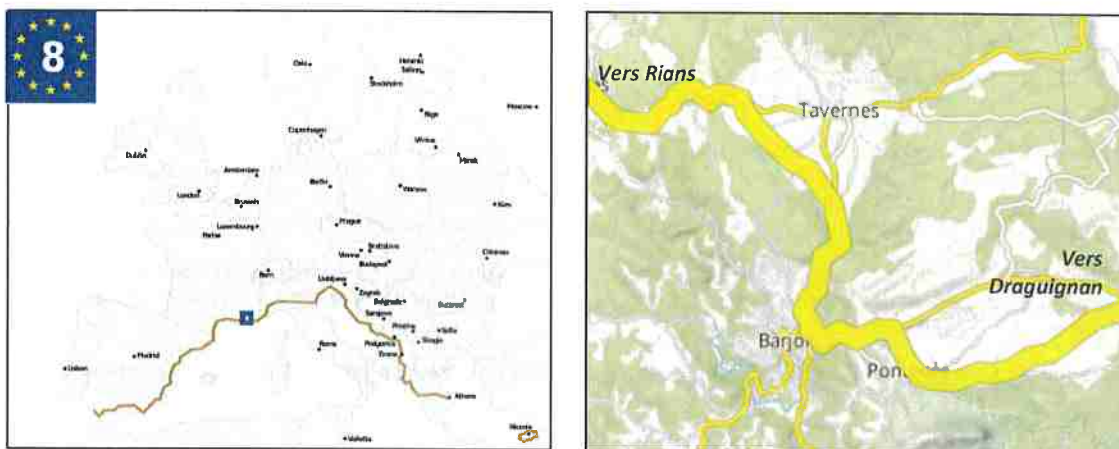 8
Oslo
Helsinki
Tallinn
Stockholm
Moscow
Riga
Copenhagen
Vilnius
Minsk
Dublin
Amsterdam
Berlin
Warsaw
London
Brussels
Kiev
Luxembourg
Prague
Vienna
Bratislava
Budapest
Chisinau
Bern
Ljubljana
Zagreb
Belgrade
Bucarest
Sarajevo
Pristina
Sofia
Podgorica
Skopje
Tirana
Rome
Madrid
Lisbon
Athens
Nicosia
Valletta
Vers Rians
Tavernes
Vers
Draguignan